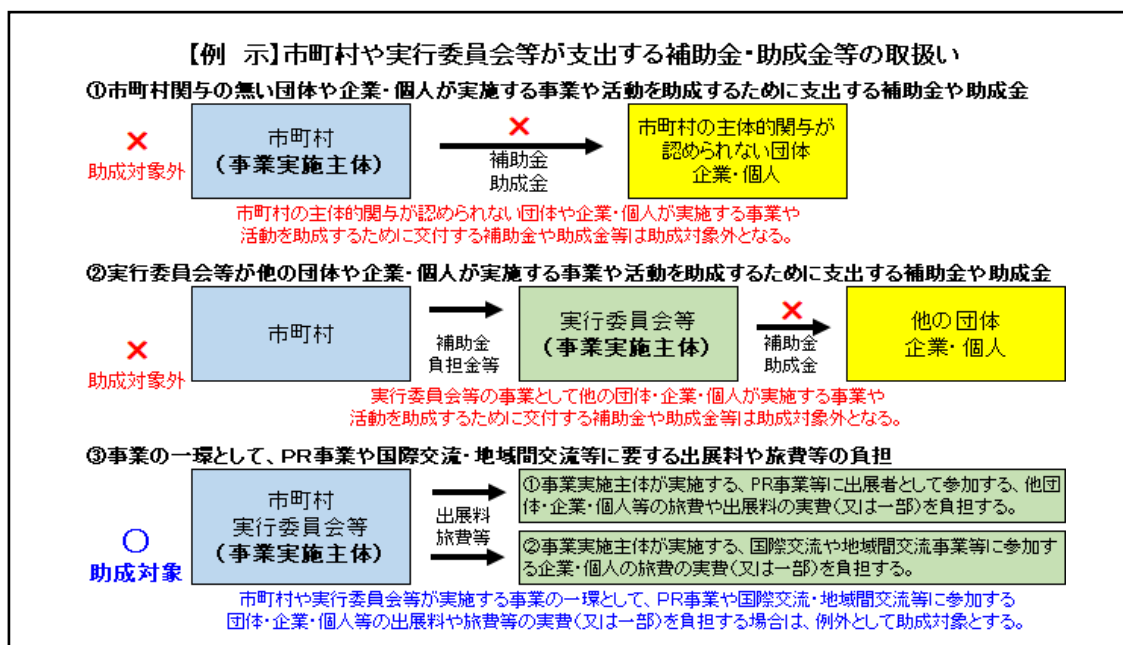 【例　示】市町村や実行委員会等が支出する補助金・助成金等の取扱い
①市町村関与の無い団体や企業・個人が実施する事業や活動を助成するために支出する補助金や助成金
×
助成対象外
市町村
（事業実施主体）
×
補助金
助成金
市町村の主体的関与が
認められない団体
企業・個人
市町村の主体的関与が認められない団体や企業・個人が実施する事業や
活動を助成するために交付する補助金や助成金等は助成対象外となる。
②実行委員会等が他の団体や企業・個人が実施する事業や活動を助成するために支出する補助金や助成金
×
助成対象外
市町村
補助金
負担金等
実行委員会等
（事業実施主体）
×
補助金
助成金
他の団体
企業・個人
実行委員会等の事業として他の団体・企業・個人が実施する事業や
活動を助成するために交付する補助金や助成金等は助成対象外となる。
③事業の一環として、PR事業や国際交流・地域間交流等に要する出展料や旅費等の負担
○
助成対象
市町村
実行委員会等
（事業実施主体）
出展料
旅費等
①事業実施主体が実施する、PR事業等に出展者として参加する、他団
体・企業・個人等の旅費や出展料の実費（又は一部）を負担する。
②事業実施主体が実施する、国際交流や地域間交流事業等に参加す
る企業・個人の旅費の実費（又は一部）を負担する。
市町村や実行委員会等が実施する事業の一環として、PR事業や国際交流・地域間交流等に参加する
団体・企業・個人等の出展料や旅費等の実費（又は一部）を負担する場合は、例外として助成対象とする。